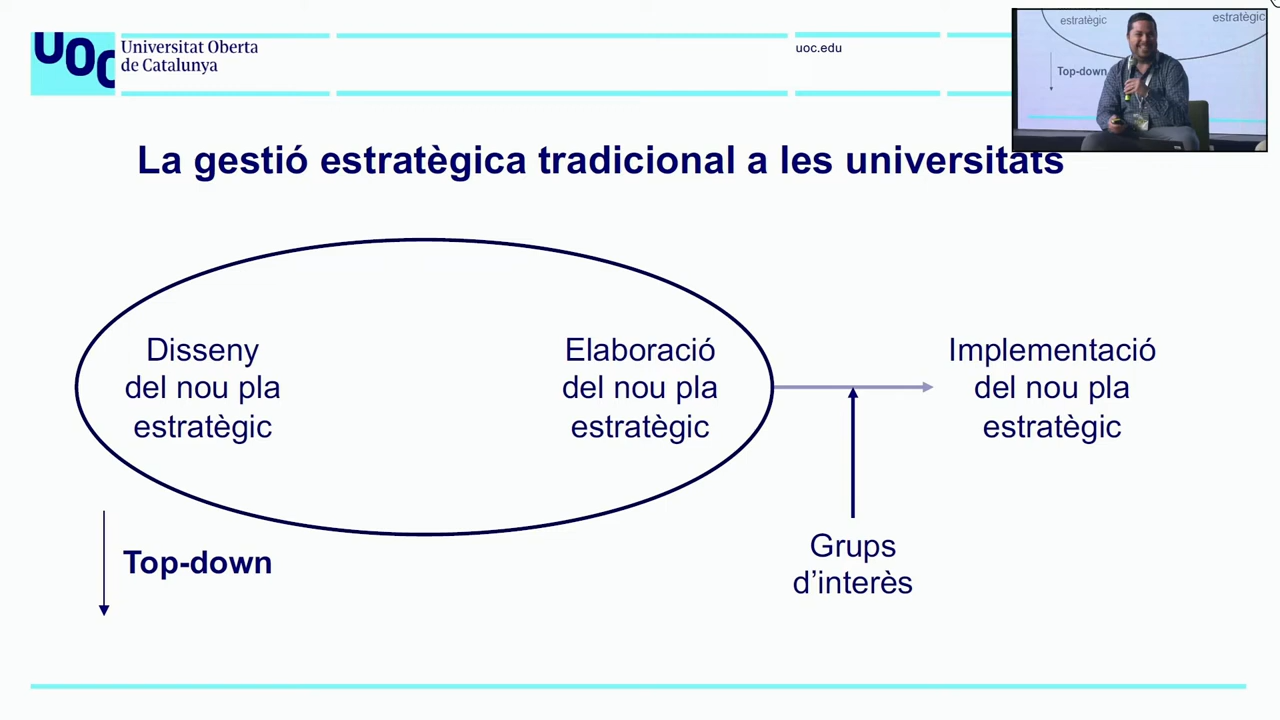 UOC
Universitat Oberta
de Catalunya
uoc.edu
estratègic
estratègic
Top-down
La gestió estratègica tradicional a les universitats
Disseny
del nou pla
estratègic
Elaboració
del nou pla
estratègic
Implementació
del nou pla
estratègic
Top-down
Grups
d’interès